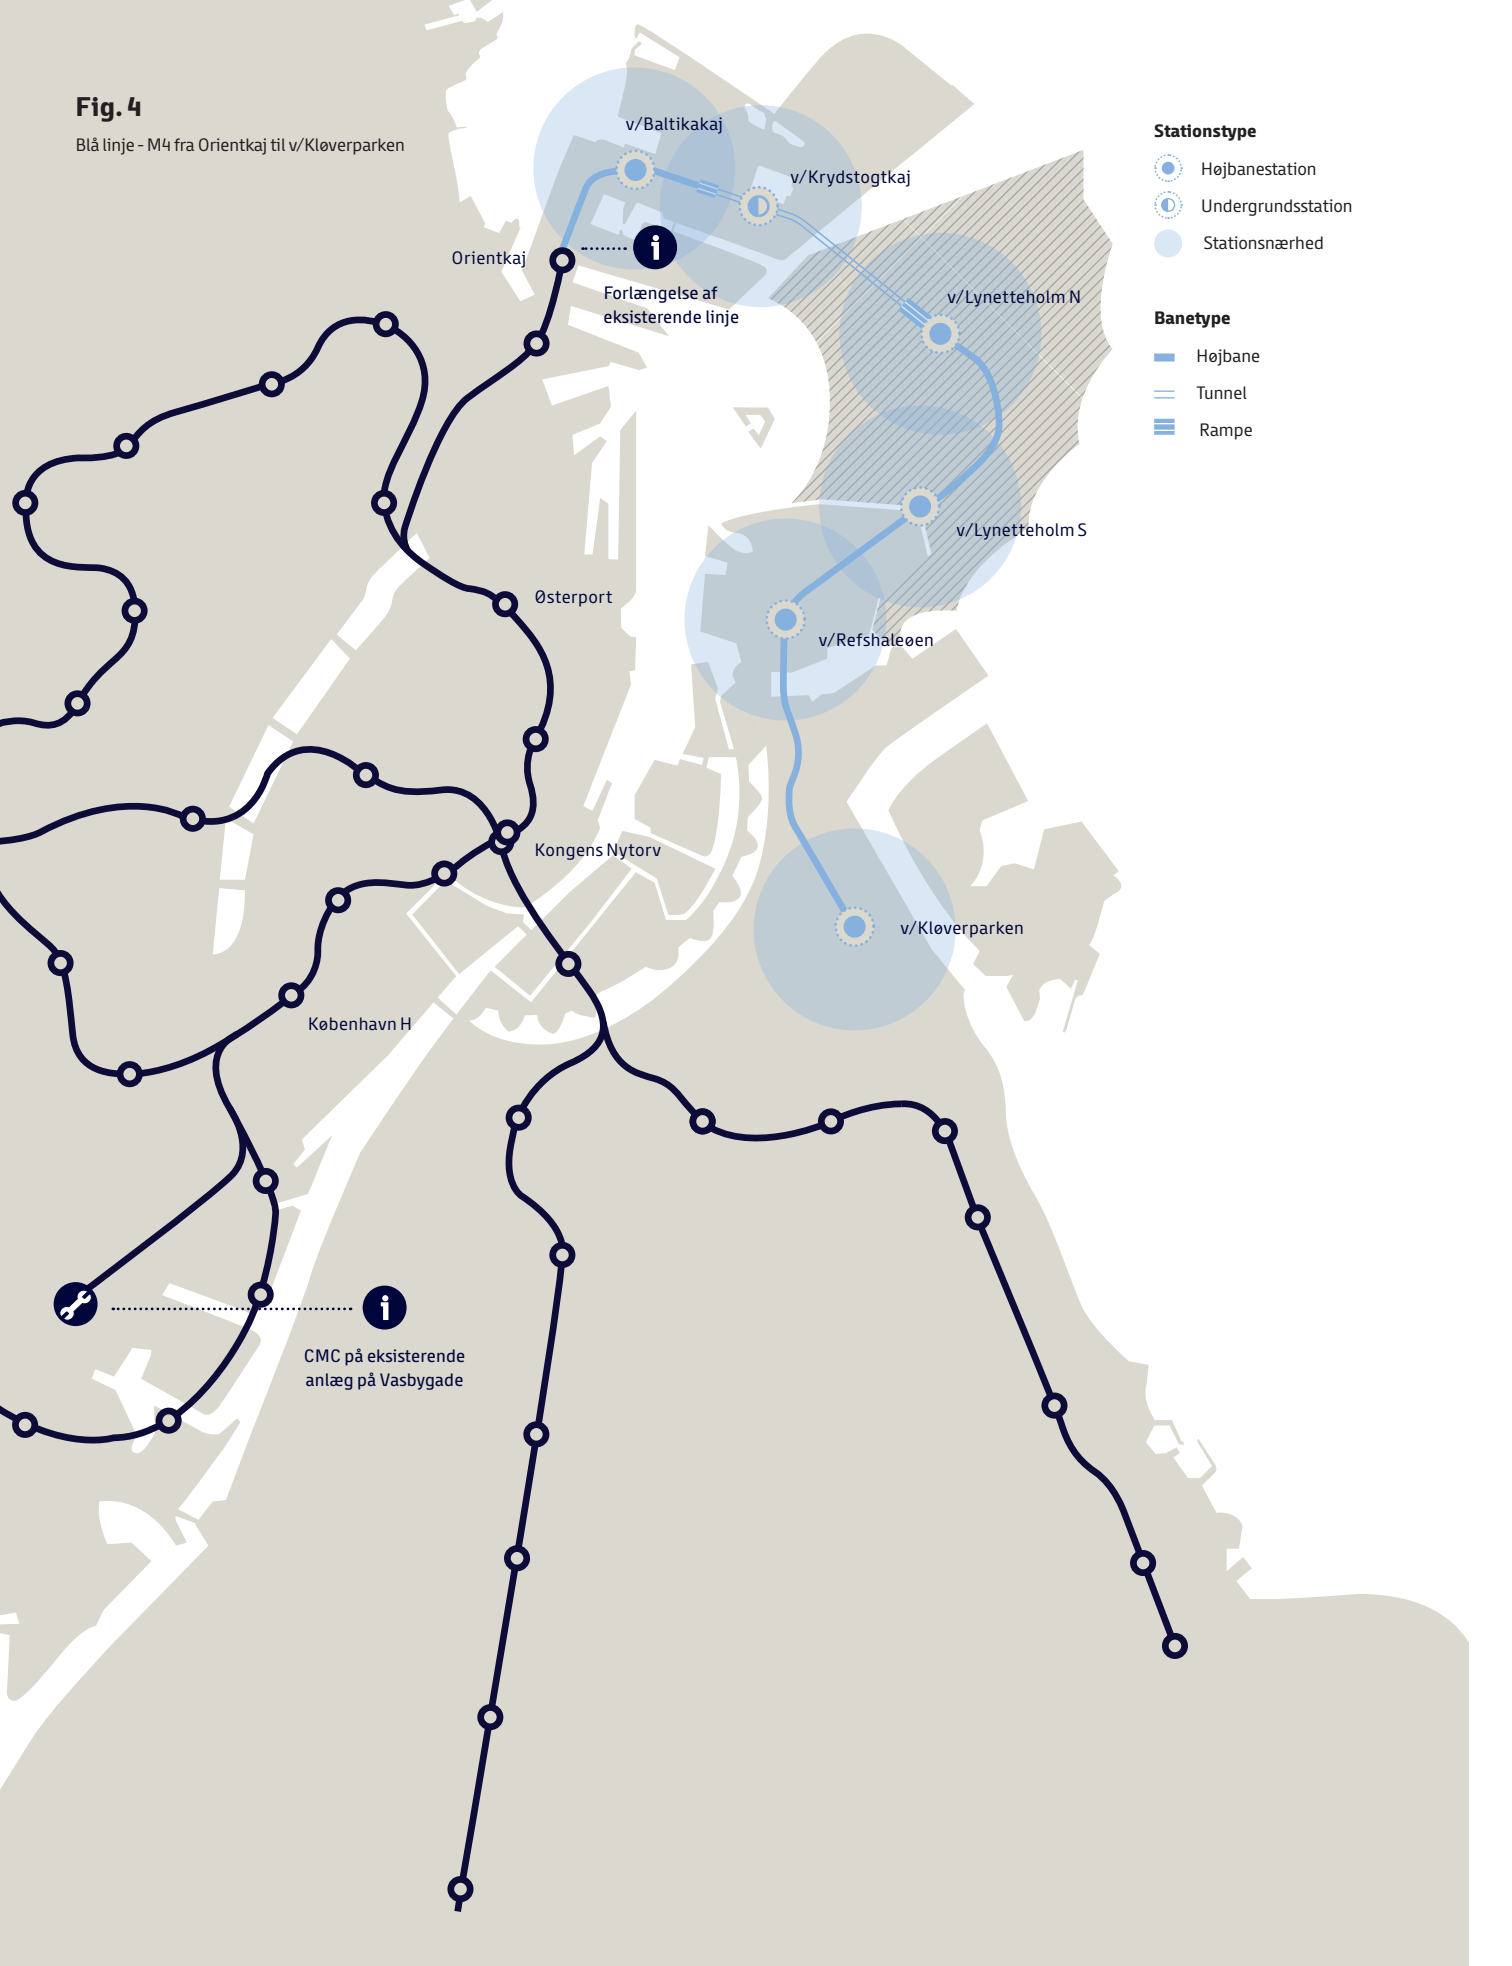 Fig. 4
Blå linje - M4 fra Orientkaj til v/Kløverparken
Stationstype
Højbanestation
Undergrundsstation
Stationsnærhed
Banetype
Højbane
Tunnel
Rampe
v/Baltikakaj
v/Krydstogtkaj
Orientkaj
i
Forlængelse af
eksisterende linje
v/Lynetteholm N
v/Lynetteholm S
Østerport
v/Refshaleøen
Kongens Nytorv
v/Kløverparken
København H
i
CMC på eksisterende
anlæg på Vasbygade